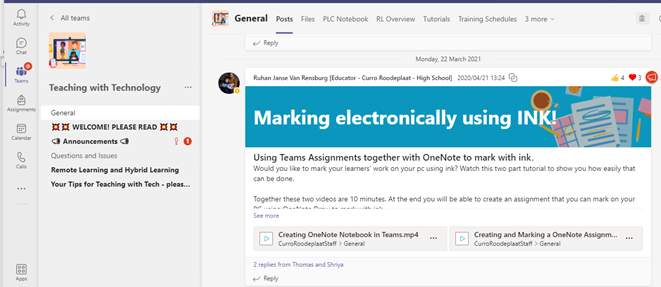 Activity
Chat
Teams
Assignments
Calendar
Calls
Apps
All teams
Teaching with Technology
General
WELCOME! PLEASE READ
Announcements
Questions and Issues
Remote Learning and Hybrid Learning
Your Tips for Teaching with Tech - pleas...
General Posts Files PLC Notebook RL Overview Tutorials Training Schedules 3 more
Reply
Monday, 22 March 2021
Ruhan Janse Van Rensburg [Educator - Curro Roodeplaat - High School] 2020/04/21 13:24 4 3
Marking electronically using INK!
Using Teams Assignments together with OneNote to mark with ink.
Would you like to mark your learners' work on your pc using ink? Watch this two part tutorial to show you how easily that
can be done.
Together these two videos are 10 minutes. At the end you will be able to create an assignment that you can mark on your
PC using OneNote Draw to mark with ink.
See more
Creating OneNote Notebook in Teams.mp4
CurroRoodeplaatStaff > General
Creating and Marking a OneNote Assignm...
CurroRoodeplaatStaff > General
2 replies from Thomas and Shriya
Reply